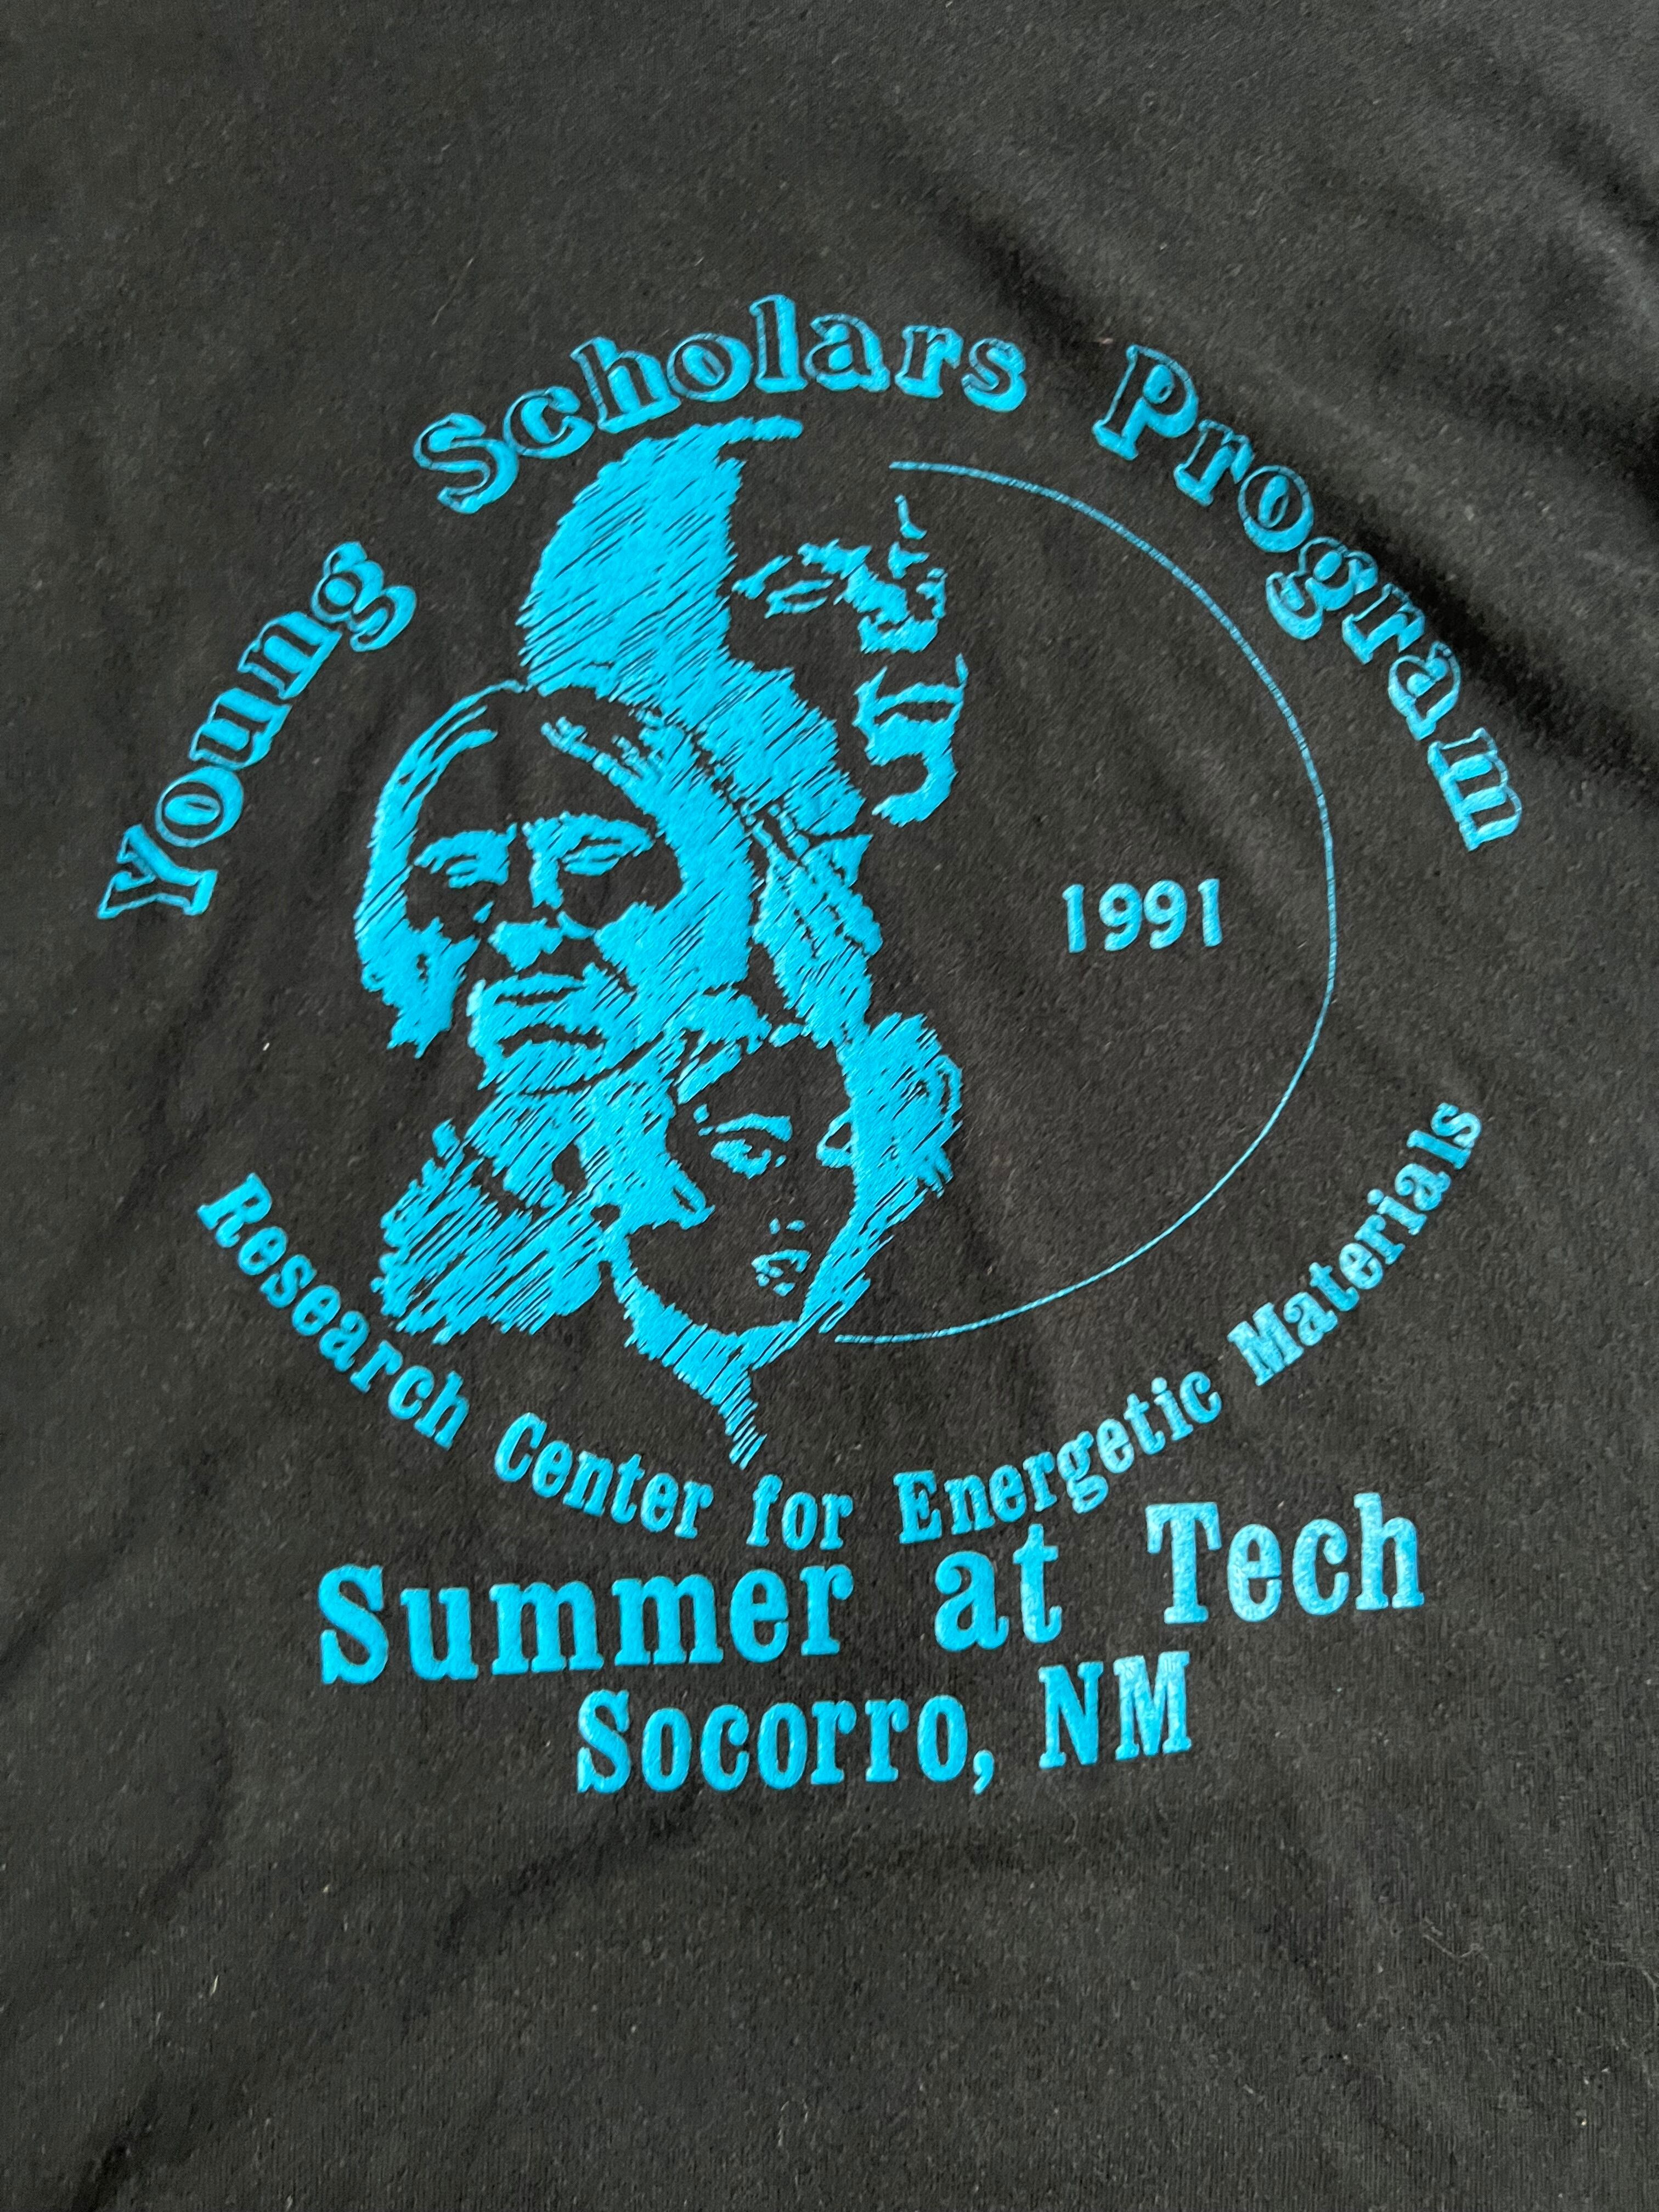 Young Scholars Program
1991
Research Center for Energetic Materials
Summer at Tech
Socorro, NM